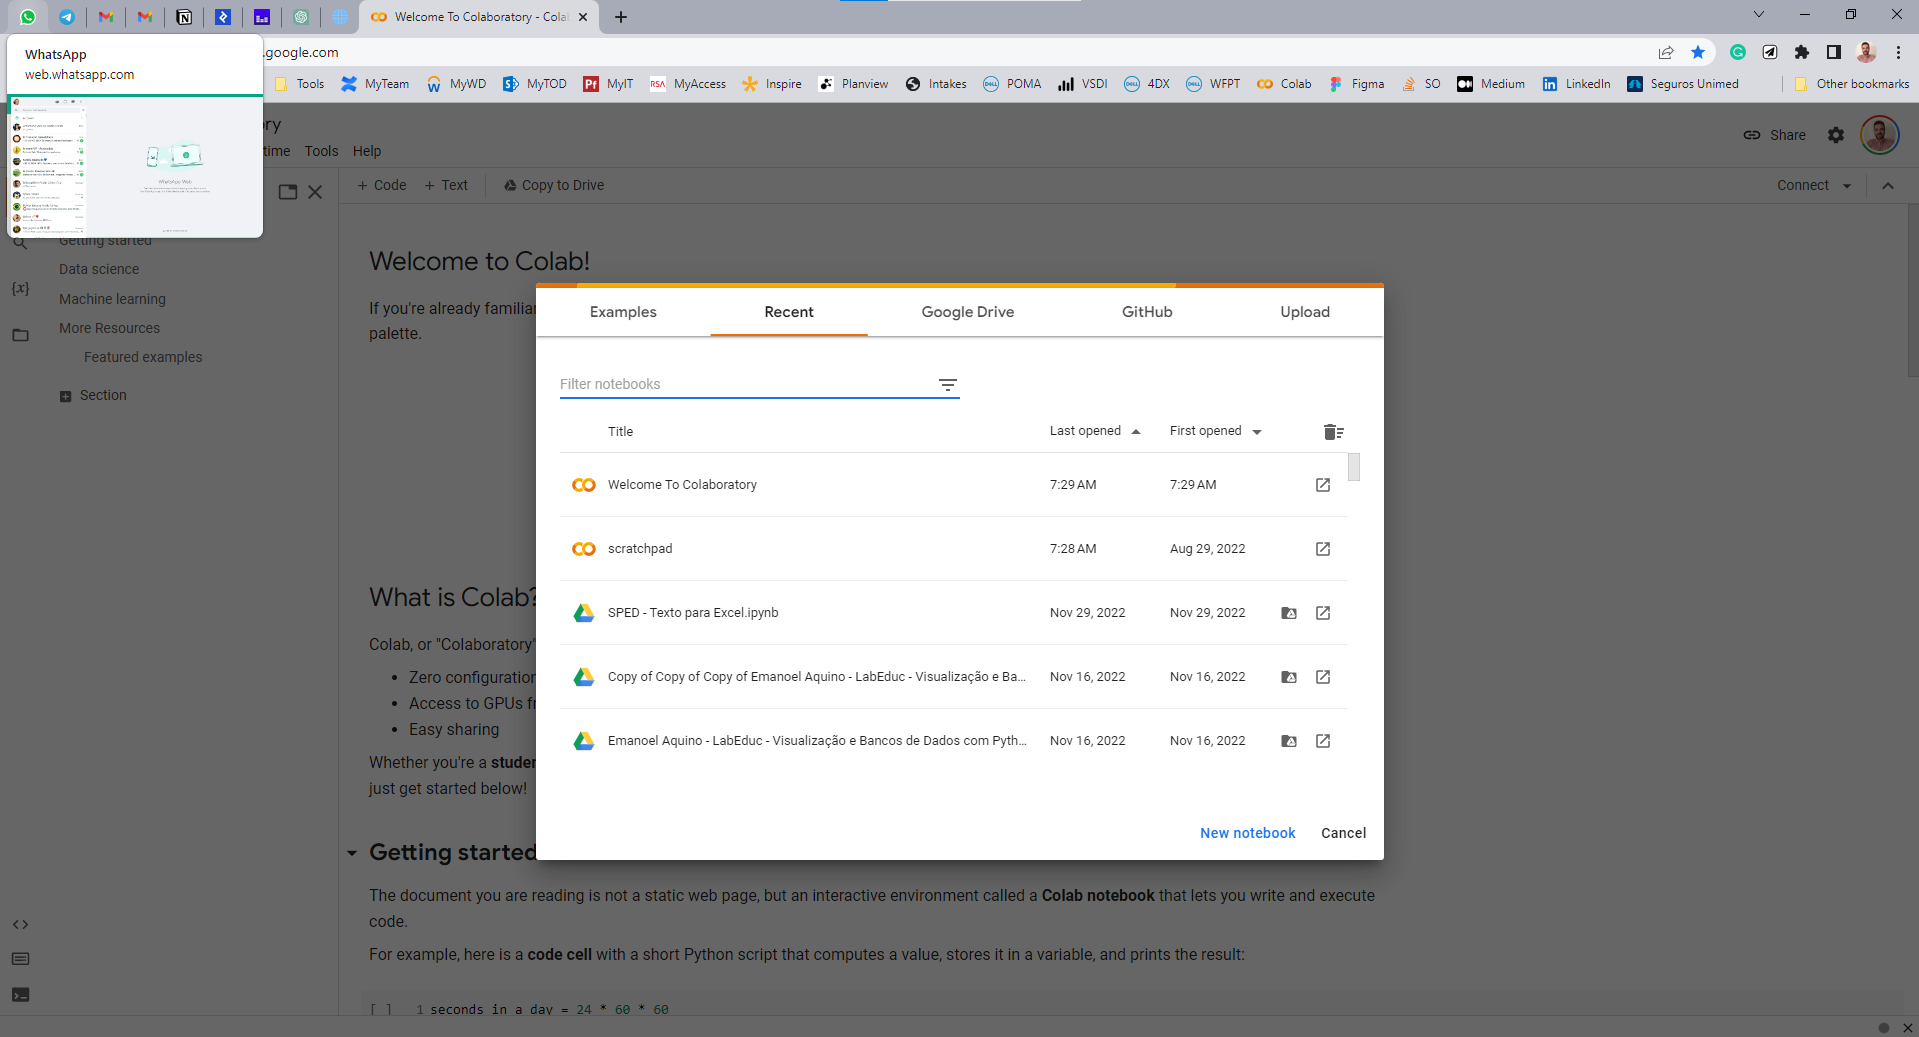 Welcome To Colaboratory - Cola
WhatsApp
web.whatsapp.com
.google.com
Tools
MyTeam
MyWD
MyTOD
MyIT
MyAccess
Inspire
Planview
Intakes
POMA
VSDI
4DX
WFPT
Colab
Figma
SO
Medium
LinkedIn
Seguros Unimed
Other bookmarks
ry
time Tools Help
Share
+ Code + Text Copy to Drive
Connect
WhatsApp Web
Getting started
Data science
Machine learning
More Resources
Featured examples
Section
Welcome to Colab!
If you're already familiar
palette.
Examples Recent Google Drive GitHub Upload
Filter notebooks
Title Last opened First opened
Welcome To Colaboratory 7:29 AM 7:29 AM
scratchpad 7:28 AM Aug 29, 2022
SPED - Texto para Excel.ipynb Nov 29, 2022 Nov 29, 2022
Copy of Copy of Copy of Emanoel Aquino - LabEduc - Visualização e Ba... Nov 16, 2022 Nov 16, 2022
Emanoel Aquino - LabEduc - Visualização e Bancos de Dados com Pyth... Nov 16, 2022 Nov 16, 2022
New notebook Cancel
What is Colab?
Colab, or "Colaboratory"
• Zero configuration
• Access to GPUs fr
• Easy sharing
Whether you're a studen
just get started below!
Getting started
The document you are reading is not a static web page, but an interactive environment called a Colab notebook that lets you write and execute
code.
For example, here is a code cell with a short Python script that computes a value, stores it in a variable, and prints the result:
[ ] 1 seconds_in_a_day = 24 * 60 * 60